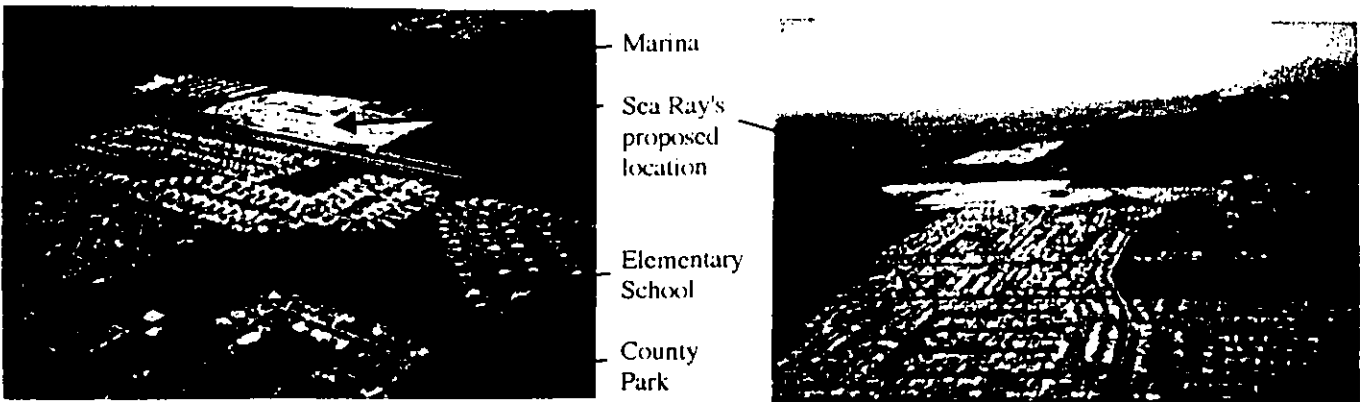 Marina
Sea Ray's
proposed
location
Elementary
School
County
Park